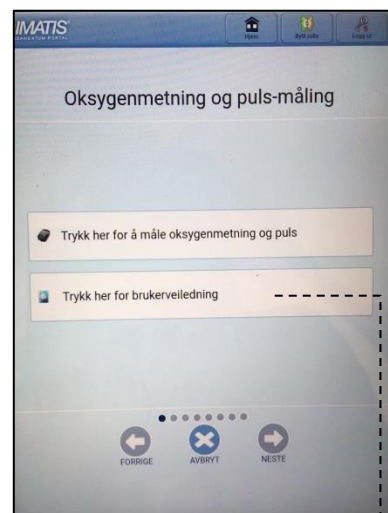 IMATIS
Hjem
Bytt side
Logg ut
Oksygenmetning og puls-måling
Trykk her for å måle oksygenmetning og puls
Trykk her for brukerveiledning
FORRIGE
AVBRYT
NESTE